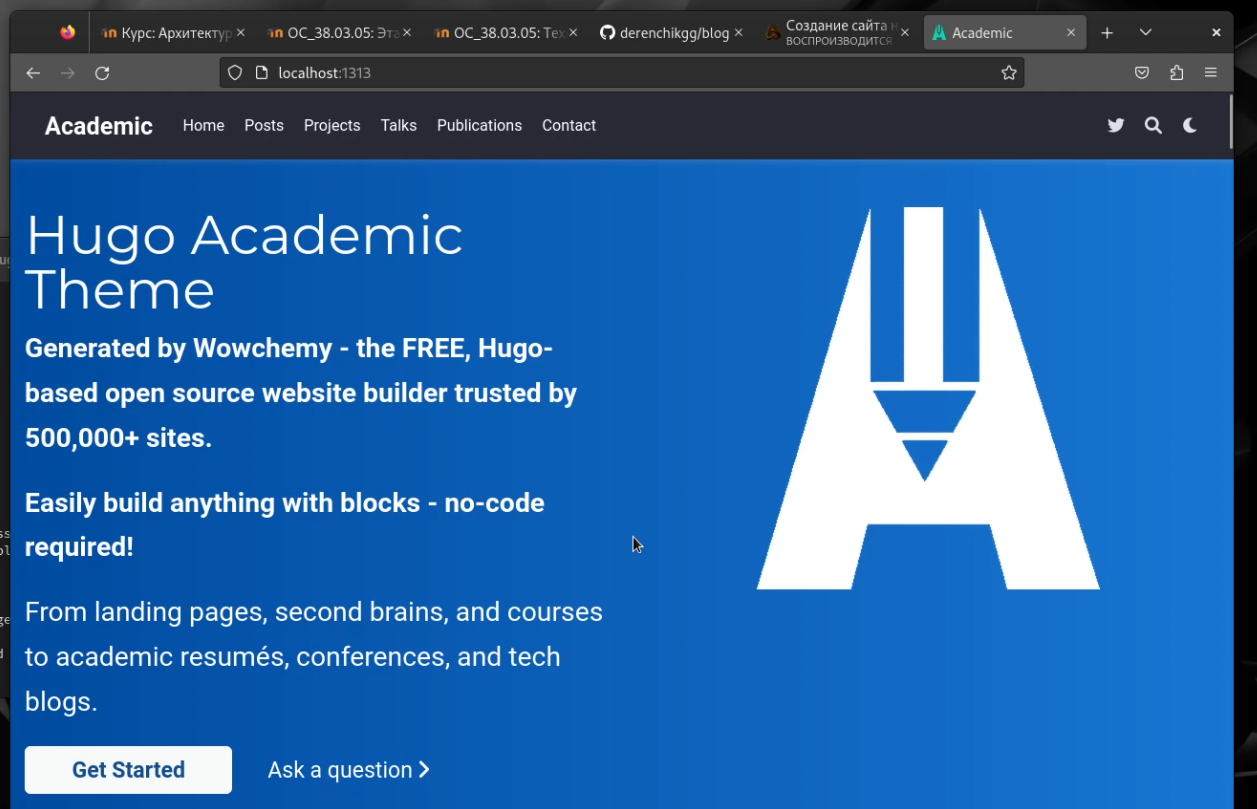 Курс: Архитектур
ОС_38.03.05: Эта
ОС_38.03.05: Тех
derenchikgg/blog
Создание сайта н
ВОСПРОИЗВОДИТСЯ
Academic
localhost:1313
Academic Home Posts Projects Talks Publications Contact
Hugo Academic
Theme
Generated by Wowchemy - the FREE, Hugo-
based open source website builder trusted by
500,000+ sites.
Easily build anything with blocks - no-code
required!
From landing pages, second brains, and courses
to academic resumés, conferences, and tech
blogs.
Get Started Ask a question